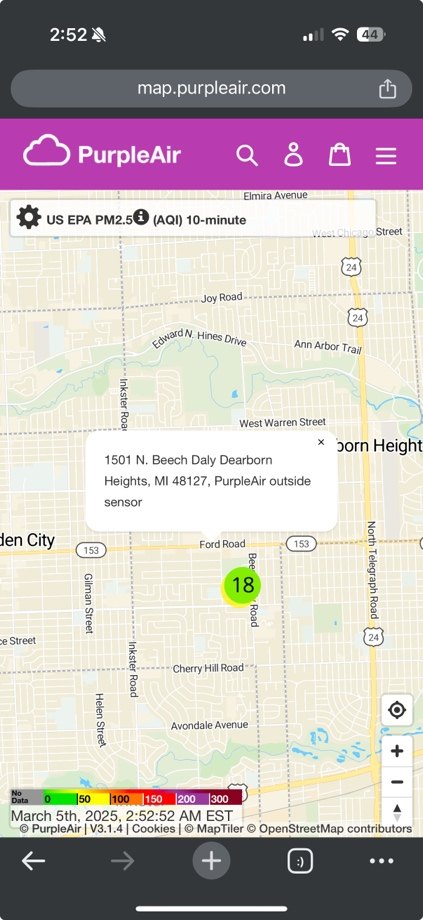 2:52
44
map.purpleair.com
PurpleAir
Elmira Avenue
US EPA PM2.5 (AQI) 10-minute
West Chicago Street
24
Joy Road
24
Edward N. Hines Drive
Ann Arbor Trail
Inkster Road
West Warren Street
born Height
×
1501 N. Beech Daly Dearborn
Heights, MI 48127, PurpleAir outside
sensor
den City
153
Ford Road
153
North Telegraph Road
18
Road
Gilman Street
24
ce Street
Inkster Road
Cherry Hill Road
Helen Street
Avondale Avenue
No Data 0 50 100 150 200 300
March 5th, 2025, 2:52:52 AM EST
© PurpleAir | V3.1.4 | Cookies | © MapTiler © OpenStreetMap contributors
:)